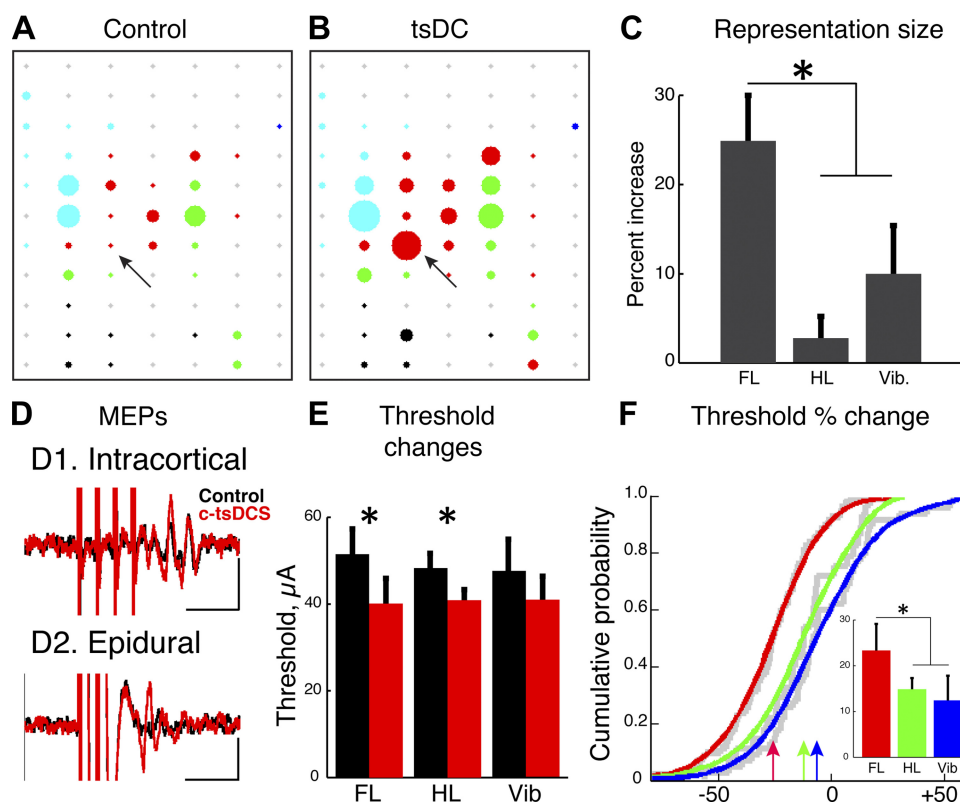 A Control
B tsDC
C Representation size
*
30
20
10
0
Percent increase
FL HL Vib.
D MEPs
D1. Intracortical
Control
c-tsDCS
D2. Epidural
E Threshold
changes
* *
60
40
20
0
Threshold, µA
FL HL Vib
F Threshold % change
1.0
0.8
0.6
0.4
0.2
0
Cumulative probability
-50 0 +50
*
30
20
10
0
FL HL Vib